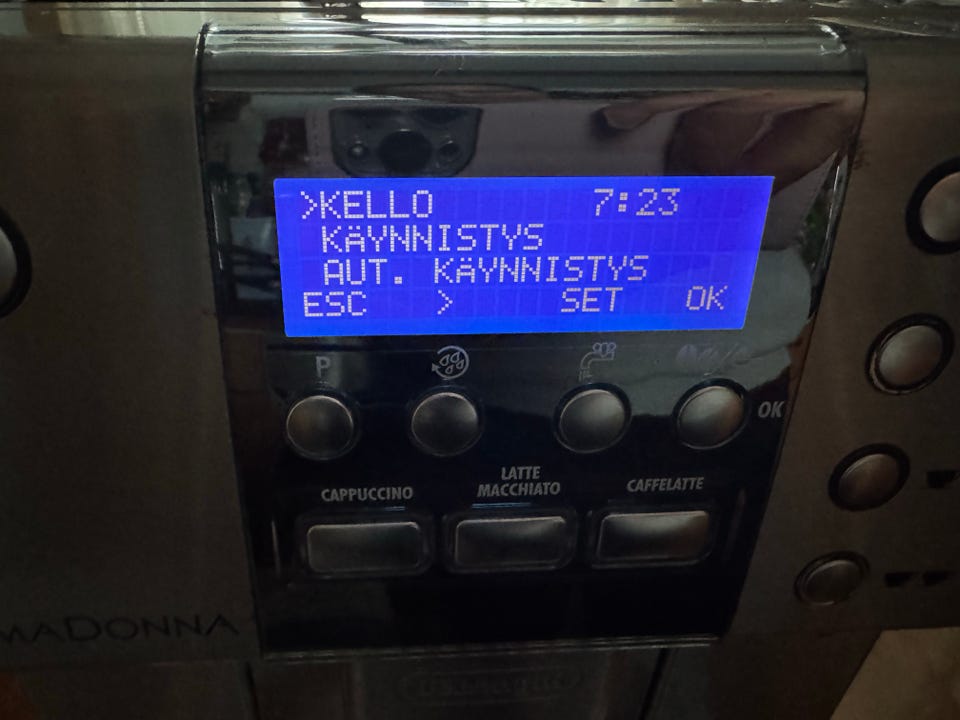 >KELLO 7:23
KÄYNNISTYS
AUT. KÄYNNISTYS
ESC > SET OK
P
OK
CAPPUCCINO
LATTE
MACCHIATO
CAFFELATTE
MADONNA